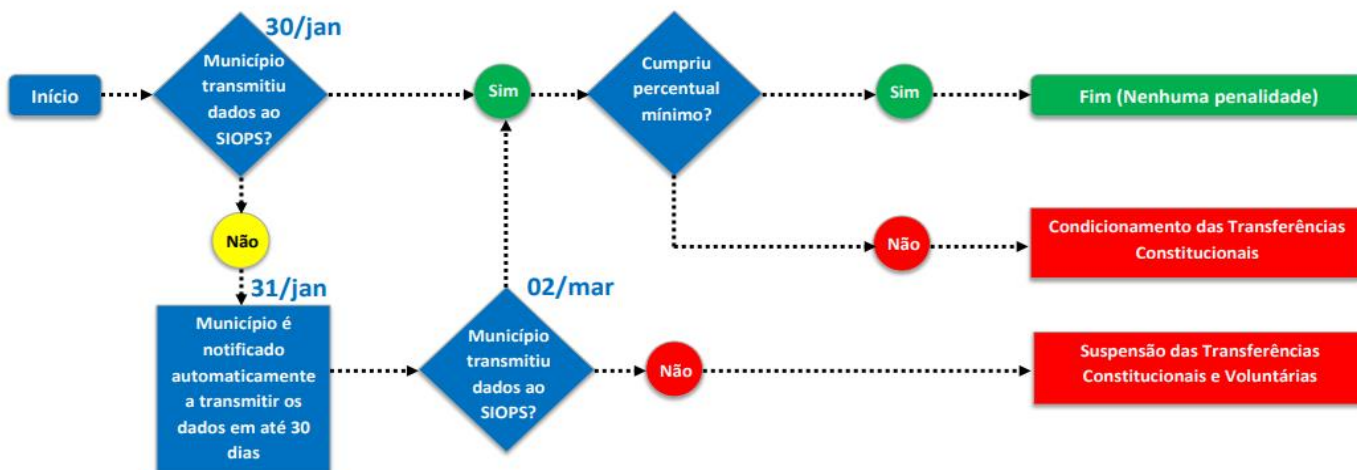 30/jan
Início
Município
transmitiu
dados ao
SIOPS?
Sim
Cumpriu
percentual
mínimo?
Sim
Fim (Nenhuma penalidade)
Não
Não
Condicionamento das Transferências
Constitucionais
31/jan
Município é
notificado
automaticamente
a transmitir os
dados em até 30
dias
02/mar
Município
transmitiu
dados ao
SIOPS?
Não
Suspensão das Transferências
Constitucionais e Voluntárias